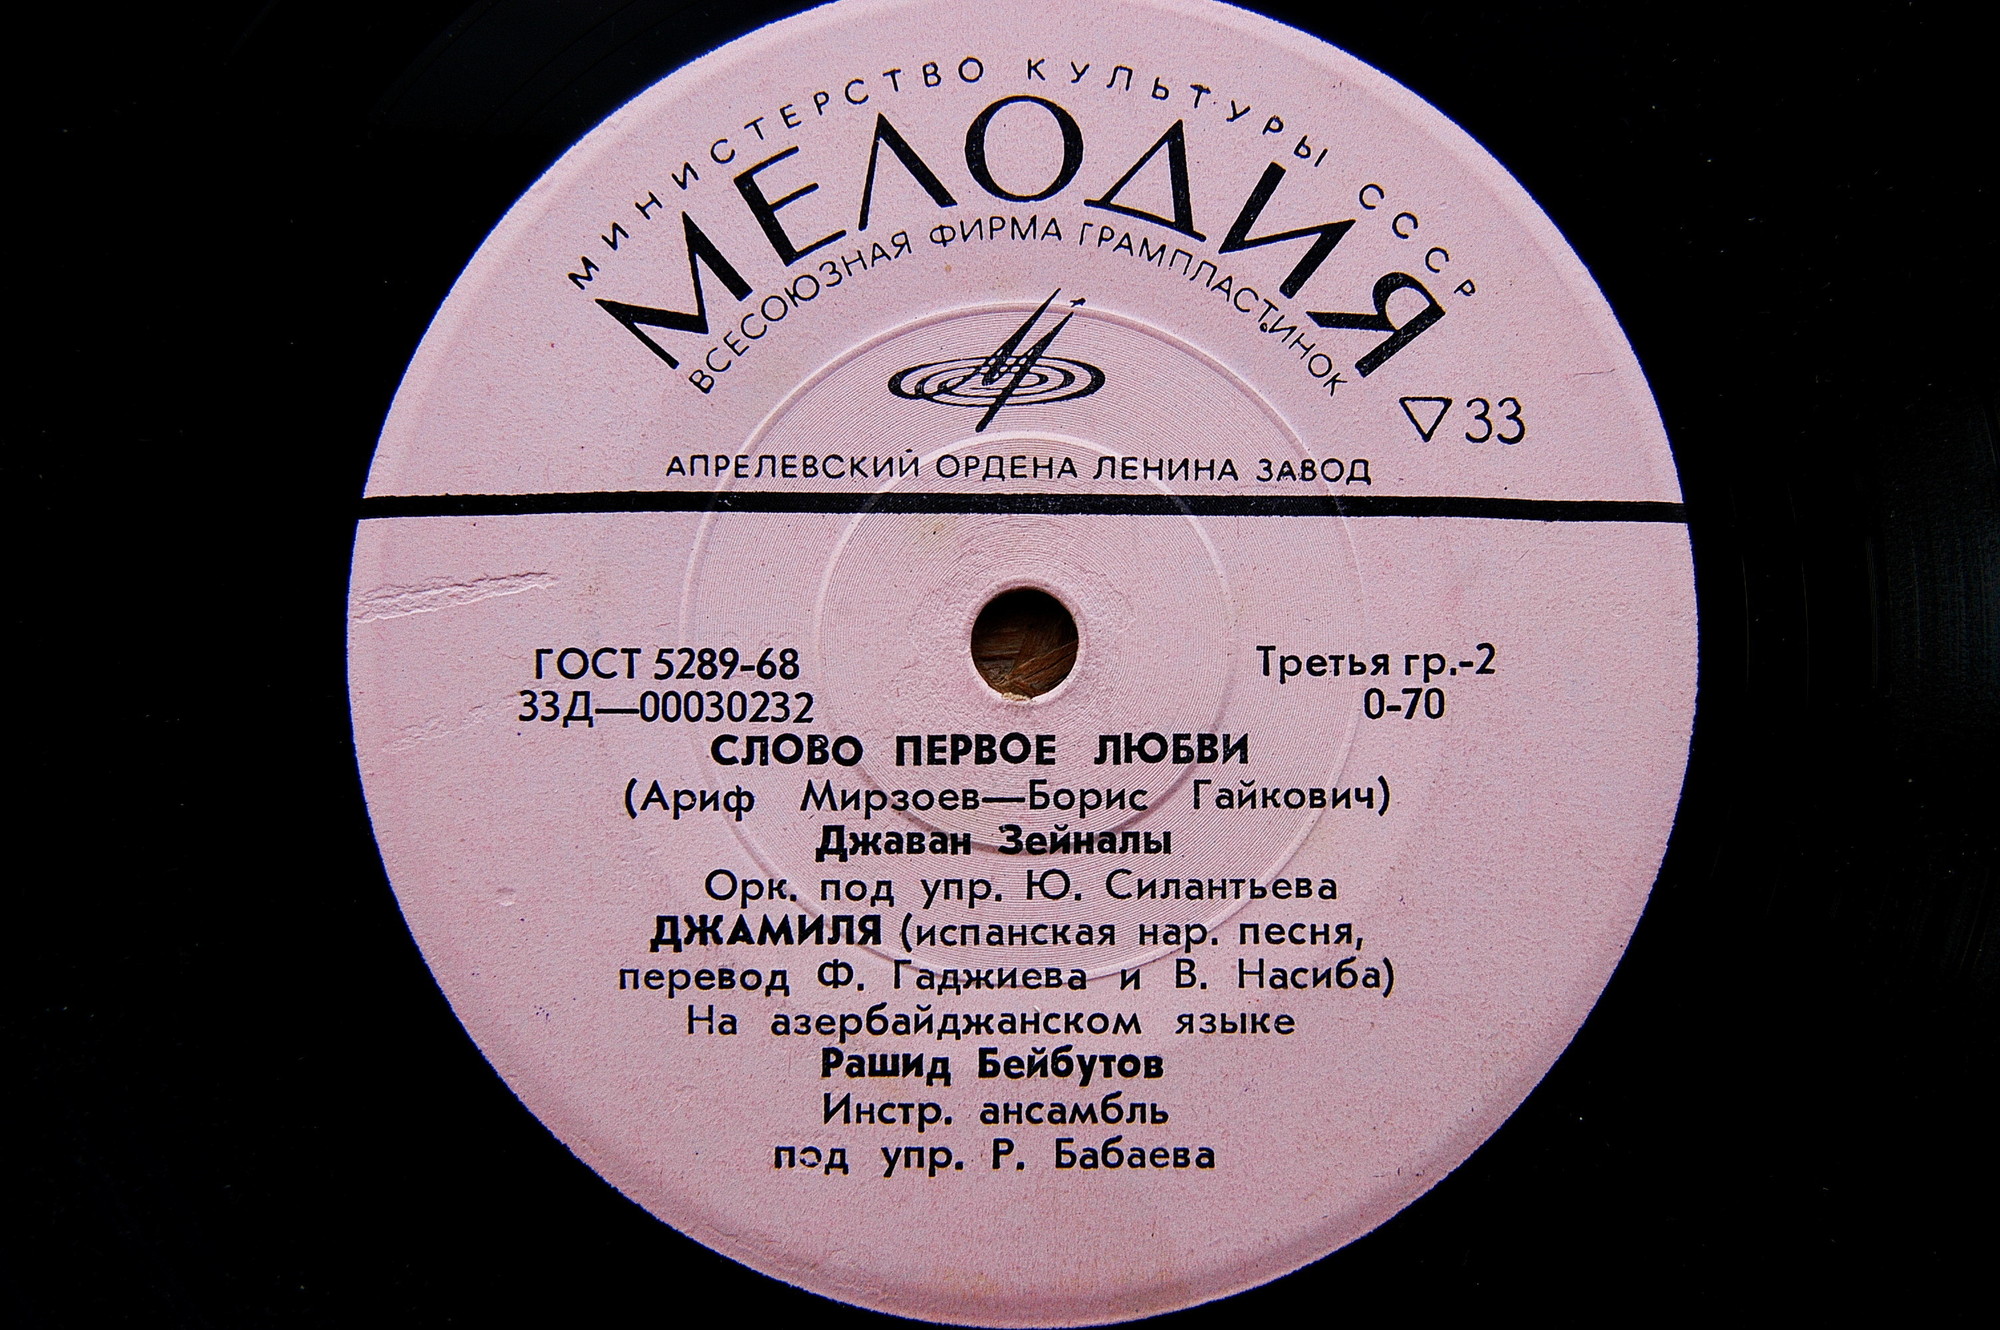 МИНИСТЕРСТВО КУЛЬТУРЫ СССР
МЕЛОДИЯ
ВСЕСОЮЗНАЯ ФИРМА ГРАМПЛАСТИНОК
33
АПРЕЛЕВСКИЙ ОРДЕНА ЛЕНИНА ЗАВОД
ГОСТ 5289-68 Третья гр.-2
33Д—00030232 0-70
СЛОВО ПЕРВОЕ ЛЮБВИ
(Ариф Мирзоев—Борис Гайкович)
Джаван Зейналы
Орк. под упр. Ю. Силантьева
ДЖАМИЛЯ (испанская нар. песня,
перевод Ф. Гаджиева и В. Насиба)
На азербайджанском языке
Рашид Бейбутов
Инстр. ансамбль
под упр. Р. Бабаева